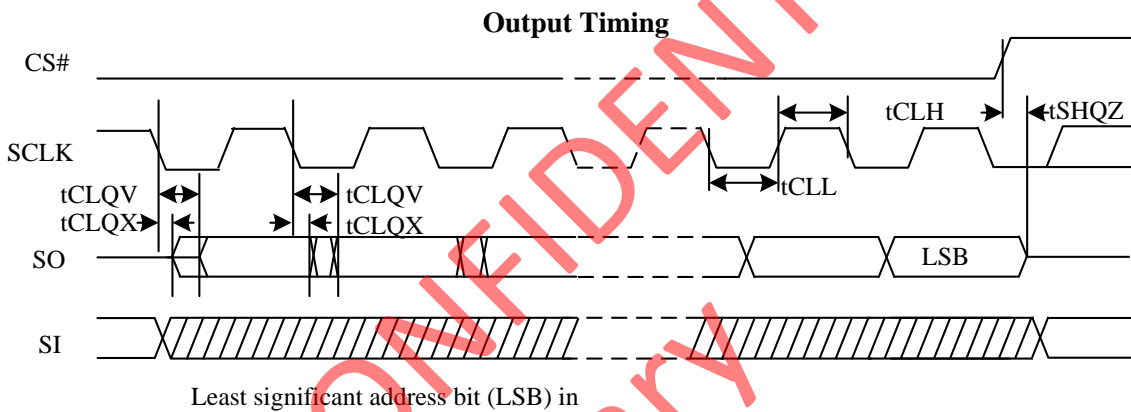 Output Timing
CS#
tCLH
tSHQZ
SCLK
tCLQV
tCLQV
tCLL
tCLQX
tCLQX
SO
LSB
SI
Least significant address bit (LSB) in